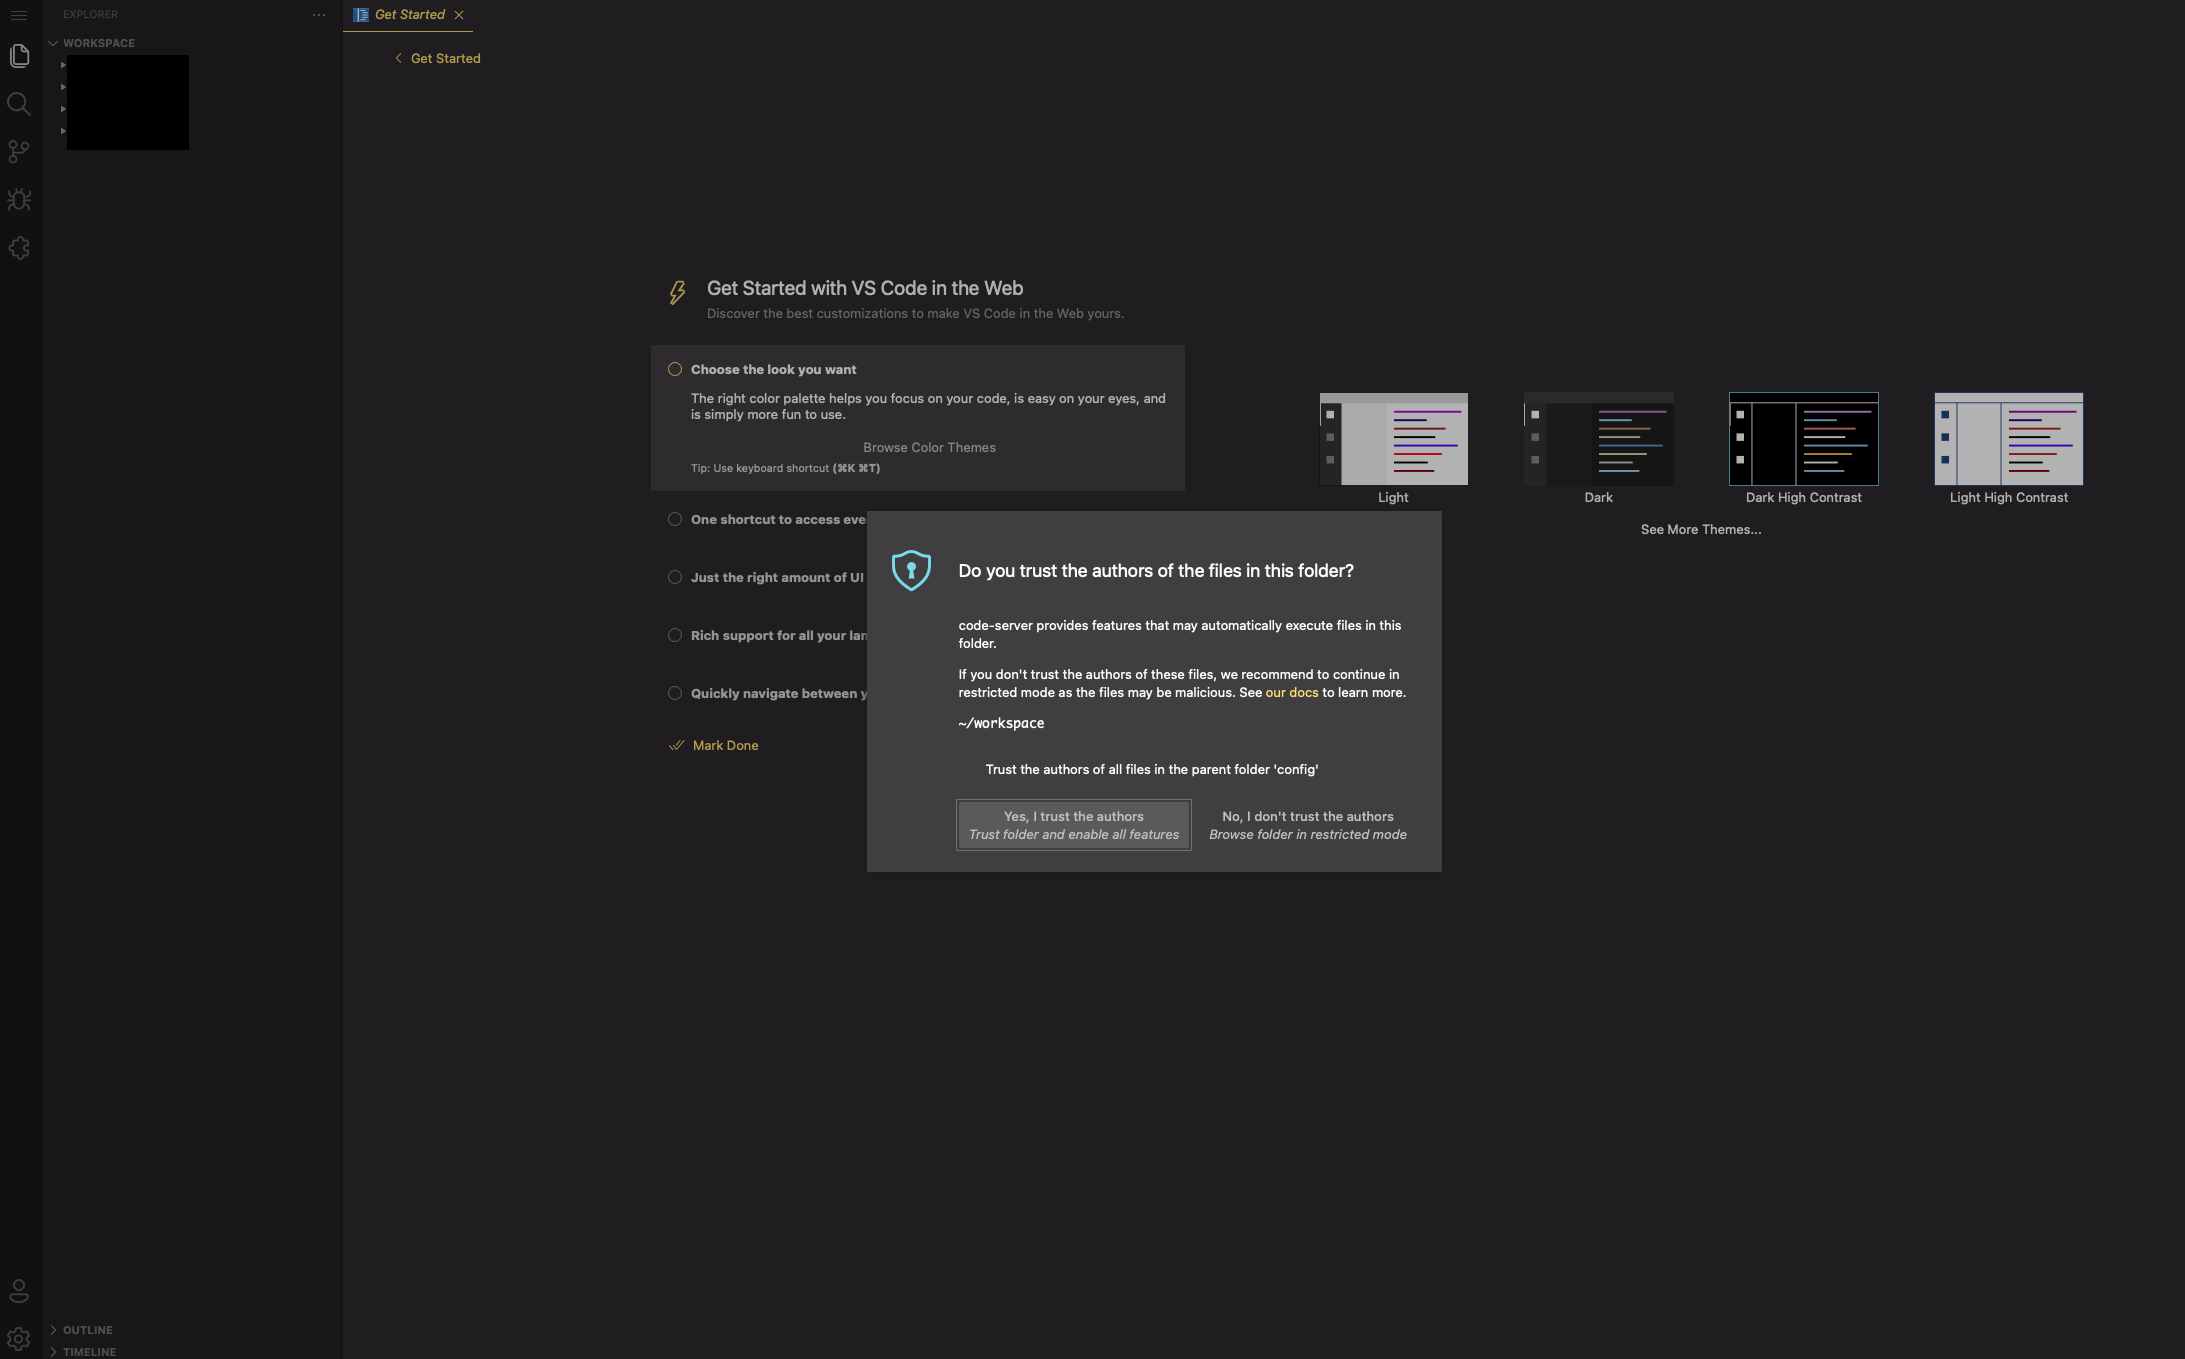 EXPLORER
WORKSPACE
OUTLINE
TIMELINE
Get Started
Get Started
Get Started with VS Code in the Web
Discover the best customizations to make VS Code in the Web yours.
Choose the look you want
The right color palette helps you focus on your code, is easy on your eyes, and
is simply more fun to use.
Browse Color Themes
Tip: Use keyboard shortcut (⌘K ⌘T)
One shortcut to access eve
Just the right amount of UI
Rich support for all your lan
Quickly navigate between y
Mark Done
Light
Dark
Dark High Contrast
Light High Contrast
See More Themes...
Do you trust the authors of the files in this folder?
code-server provides features that may automatically execute files in this
folder.
If you don't trust the authors of these files, we recommend to continue in
restricted mode as the files may be malicious. See our docs to learn more.
~/workspace
Trust the authors of all files in the parent folder 'config'
Yes, I trust the authors
Trust folder and enable all features
No, I don't trust the authors
Browse folder in restricted mode